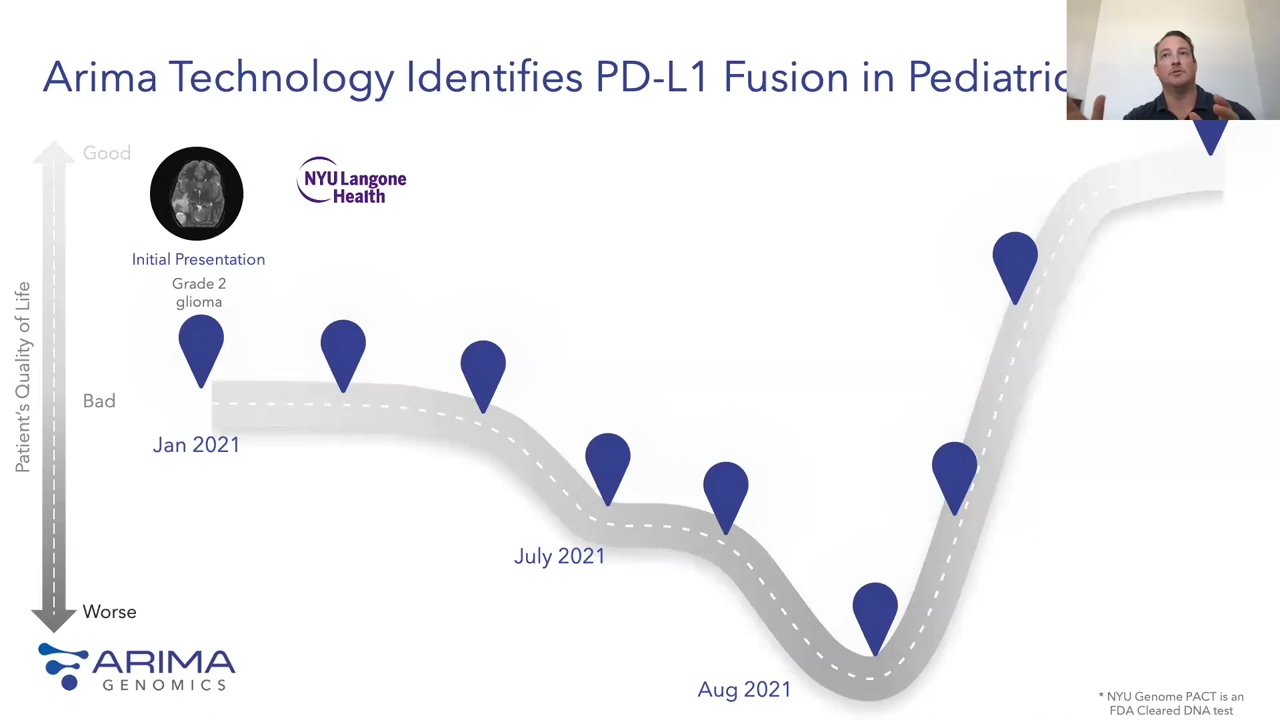 Arima Technology Identifies PD-L1 Fusion in Pediatric
Good
NYU Langone
Health
Initial Presentation
Grade 2
glioma
Patient's Quality of Life
Bad
Jan 2021
July 2021
Worse
ARIMA
GENOMICS
Aug 2021
* NYU Genome PACT is an
FDA Cleared DNA test